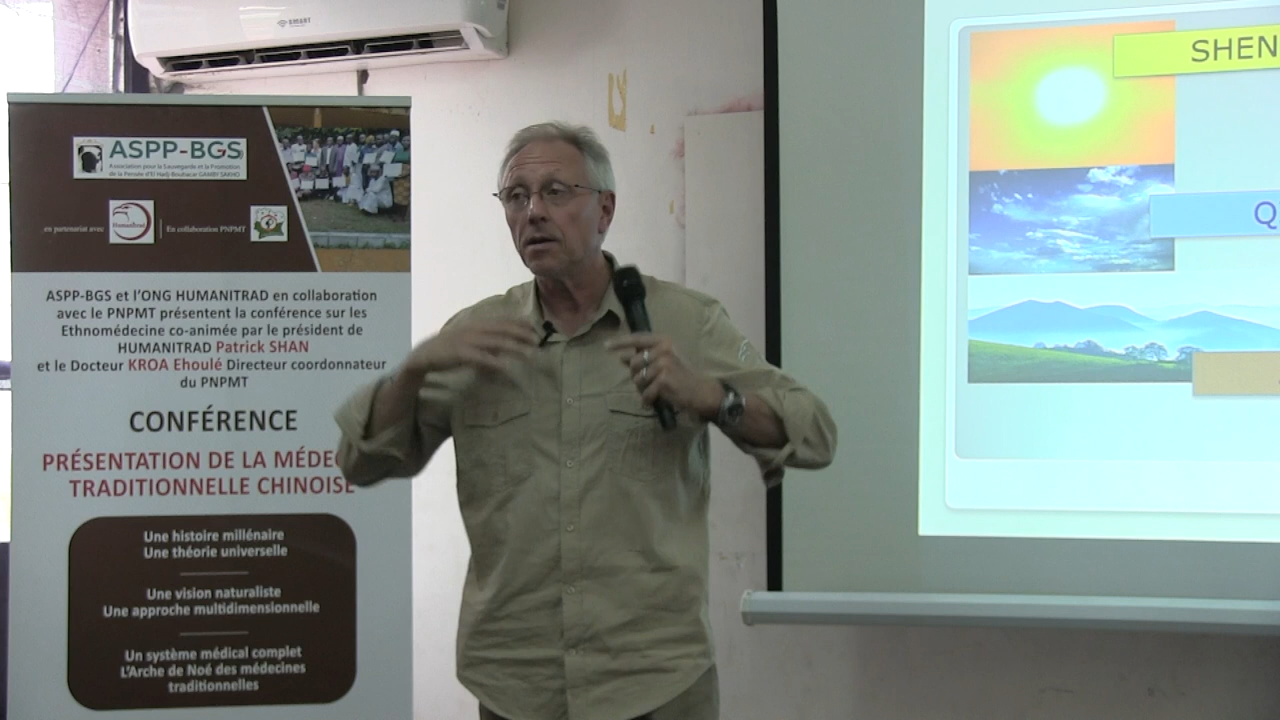 SMART
ASPP-BGS
Association pour la Sauvegarde et la Promotion
de la Pensée d'El Hadj Boubacar GAMBY SAKHO
en partenariat avec
Humanitrad
En collaboration PNPMT
ASPP-BGS et l'ONG HUMANITRAD en collaboration
avec le PNPMT présentent la conférence sur les
Ethnomédecine co-animée par le président de
HUMANITRAD Patrick SHAN
et le Docteur KROA Ehoulé Directeur coordonnateur
du PNPMT
CONFÉRENCE
PRÉSENTATION DE LA MÉDEC
TRADITIONNELLE CHINOISE
Une histoire millénaire
Une théorie universelle
Une vision naturaliste
Une approche multidimensionnelle
Un système médical complet
L'Arche de Noé des médecines
traditionnelles
SHEN
Q